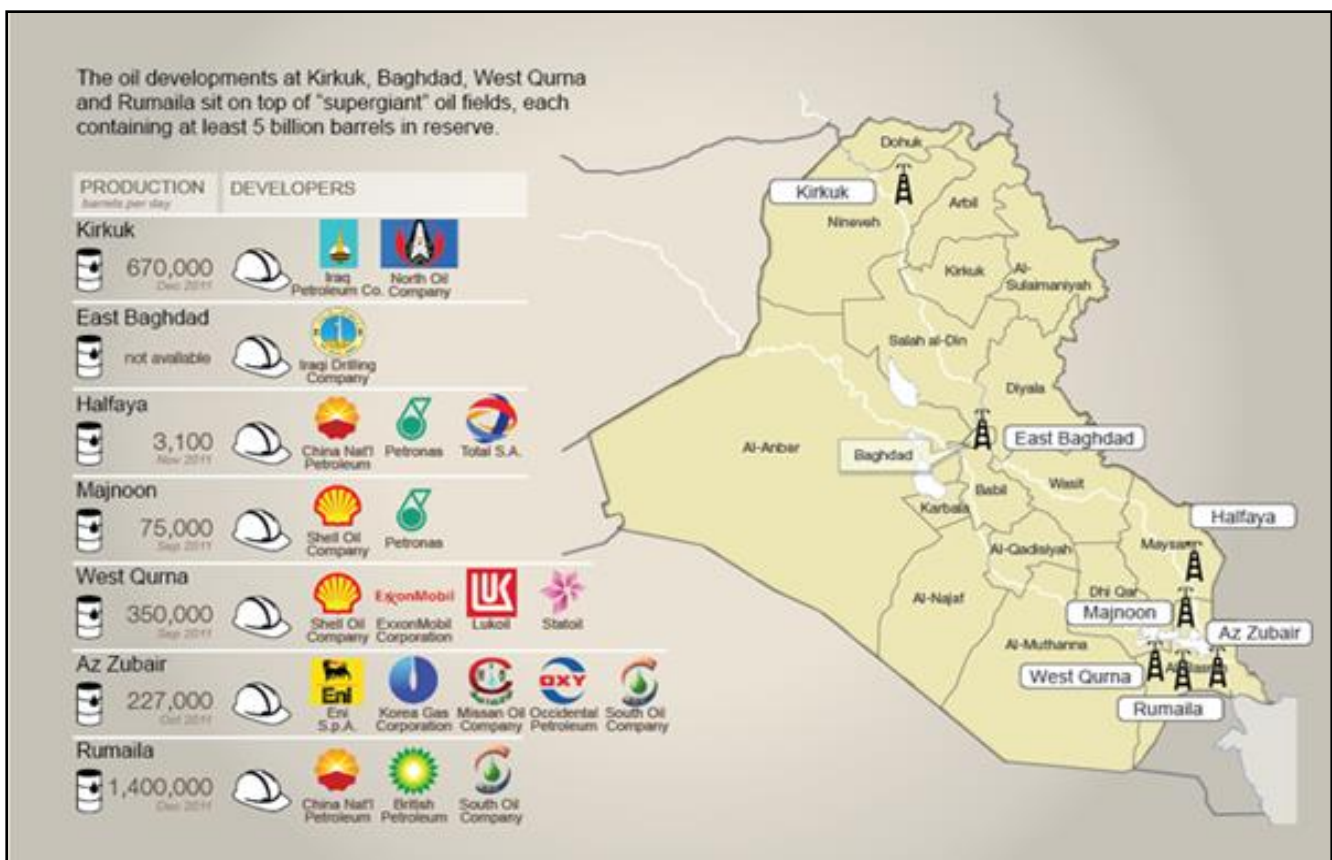 The oil developments at Kirkuk, Baghdad, West Qurna
and Rumaila sit on top of "supergiant" oil fields, each
containing at least 5 billion barrels in reserve.
PRODUCTION
barrels per day
DEVELOPERS
Kirkuk
670,000
Dec 2011
Iraq
Petroleum Co.
North Oil
Company
East Baghdad
not available
Iraqi Drilling
Company
Halfaya
3,100
Nov 2011
China Nat'l
Petroleum
Petronas
Total S.A.
Majnoon
75,000
Sep 2011
Shell Oil
Company
Petronas
West Qurna
350,000
Sep 2011
Shell Oil
Company
ExxonMobil
ExxonMobil
Corporation
LUK
Lukoil
Statoil
Az Zubair
227,000
Oct 2011
Eni
Eni
S.p.A.
Korea Gas
Corporation
Missan Oil
Company
OXY
Occidental
Petroleum
South Oil
Company
Rumaila
1,400,000
Dec 2011
China Nat'l
Petroleum
British
Petroleum
South Oil
Company
Dohuk
Kirkuk
Nineveh
Arbil
Kirkuk
Al-
Sulaimaniyah
Salah al-Din
Diyala
Al-Anbar
Baghdad
East Baghdad
Wasit
Babil
Karbala
Halfaya
Maysan
Al-Qadisiyah
Dhi Qar
Al-Najaf
Majnoon
Az Zubair
Al-Muthanna
West Qurna
Rumaila